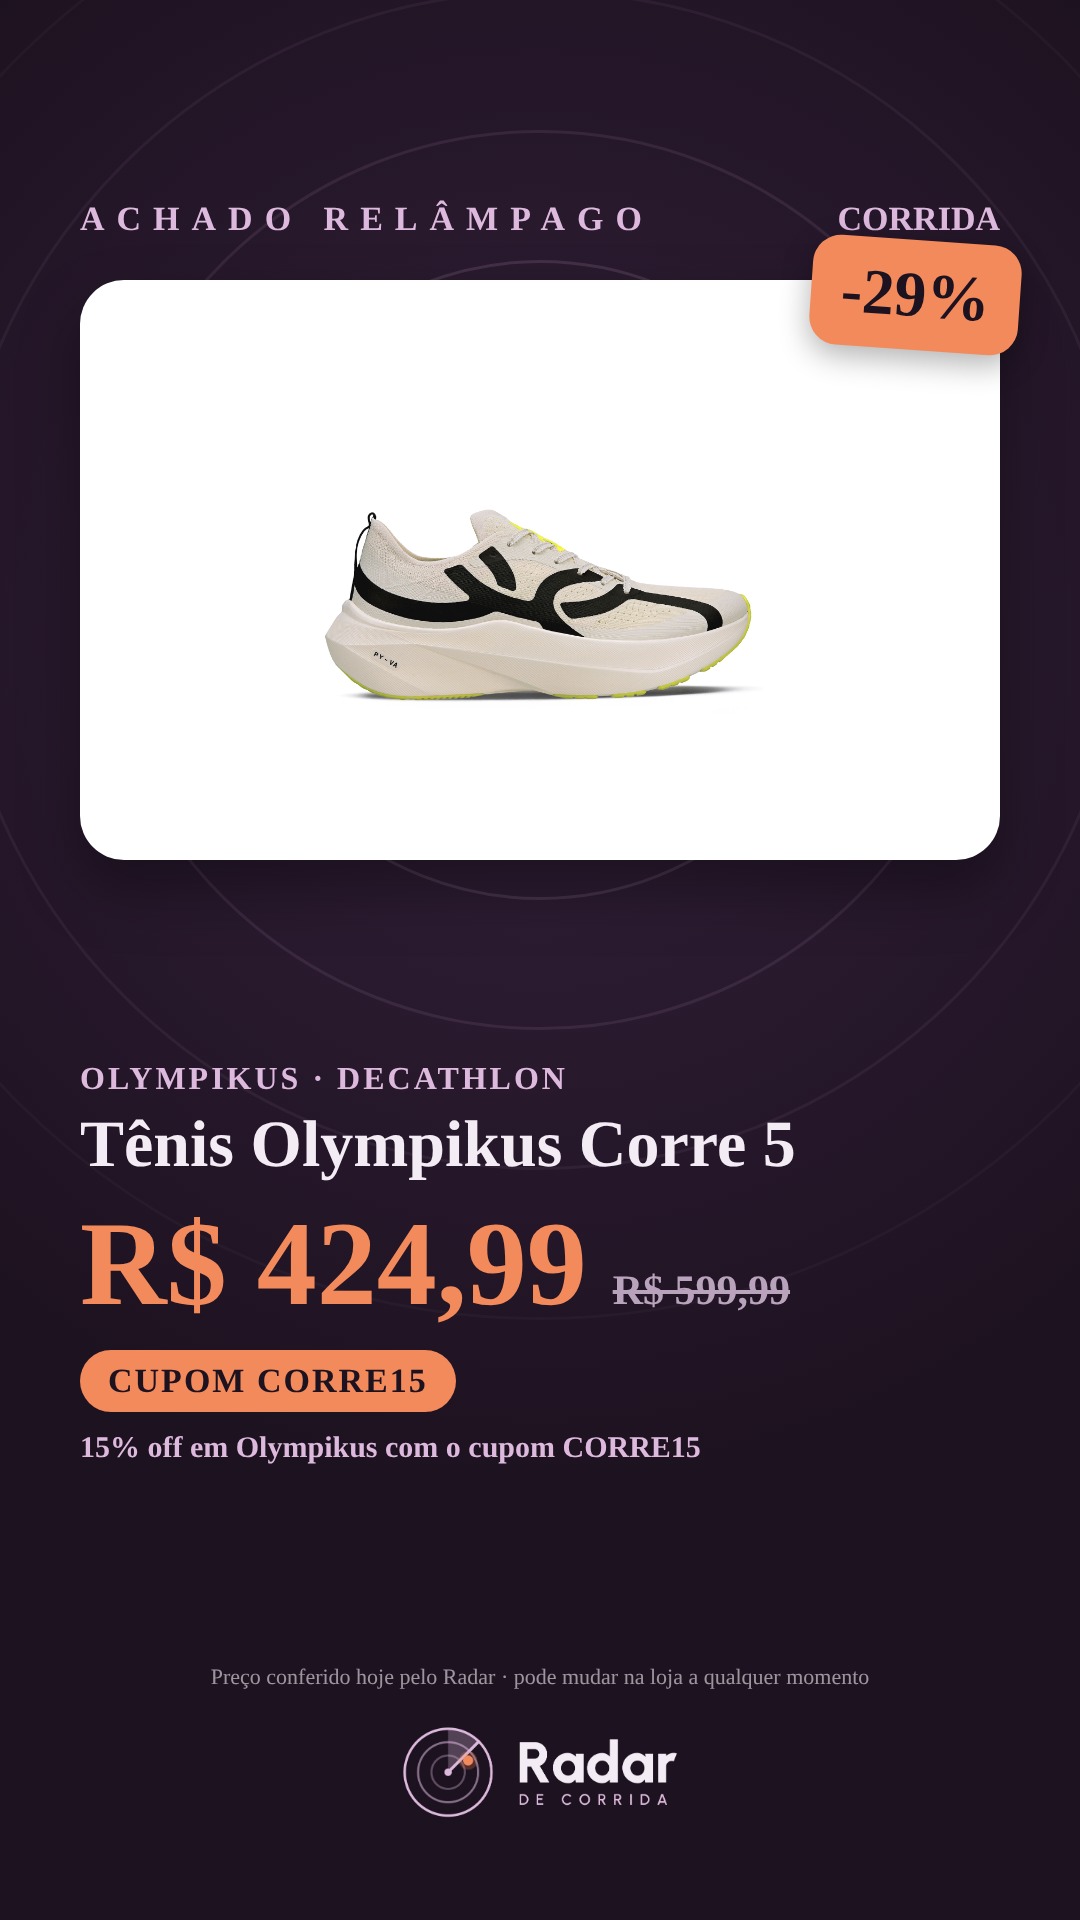 ACHADO RELÂMPAGO
CORRIDA
-29%
PY-VA
OLYMPIKUS · DECATHLON
Tênis Olympikus Corre 5
R$ 424,99 R$ 599,99
CUPOM CORRE15
15% off em Olympikus com o cupom CORRE15
Preço conferido hoje pelo Radar · pode mudar na loja a qualquer momento
Radar
DE CORRIDA